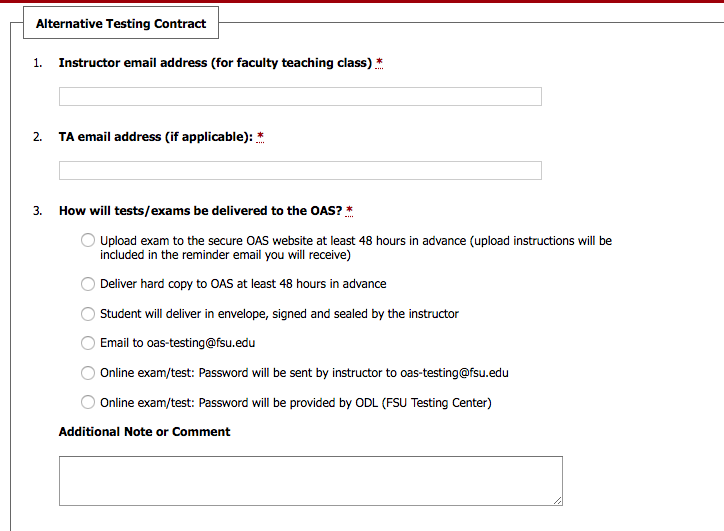 Alternative Testing Contract
1. Instructor email address (for faculty teaching class) *
2. TA email address (if applicable): *
3. How will tests/exams be delivered to the OAS? *
Upload exam to the secure OAS website at least 48 hours in advance (upload instructions will be
included in the reminder email you will receive)
Deliver hard copy to OAS at least 48 hours in advance
Student will deliver in envelope, signed and sealed by the instructor
Email to oas-testing@fsu.edu
Online exam/test: Password will be sent by instructor to oas-testing@fsu.edu
Online exam/test: Password will be provided by ODL (FSU Testing Center)
Additional Note or Comment